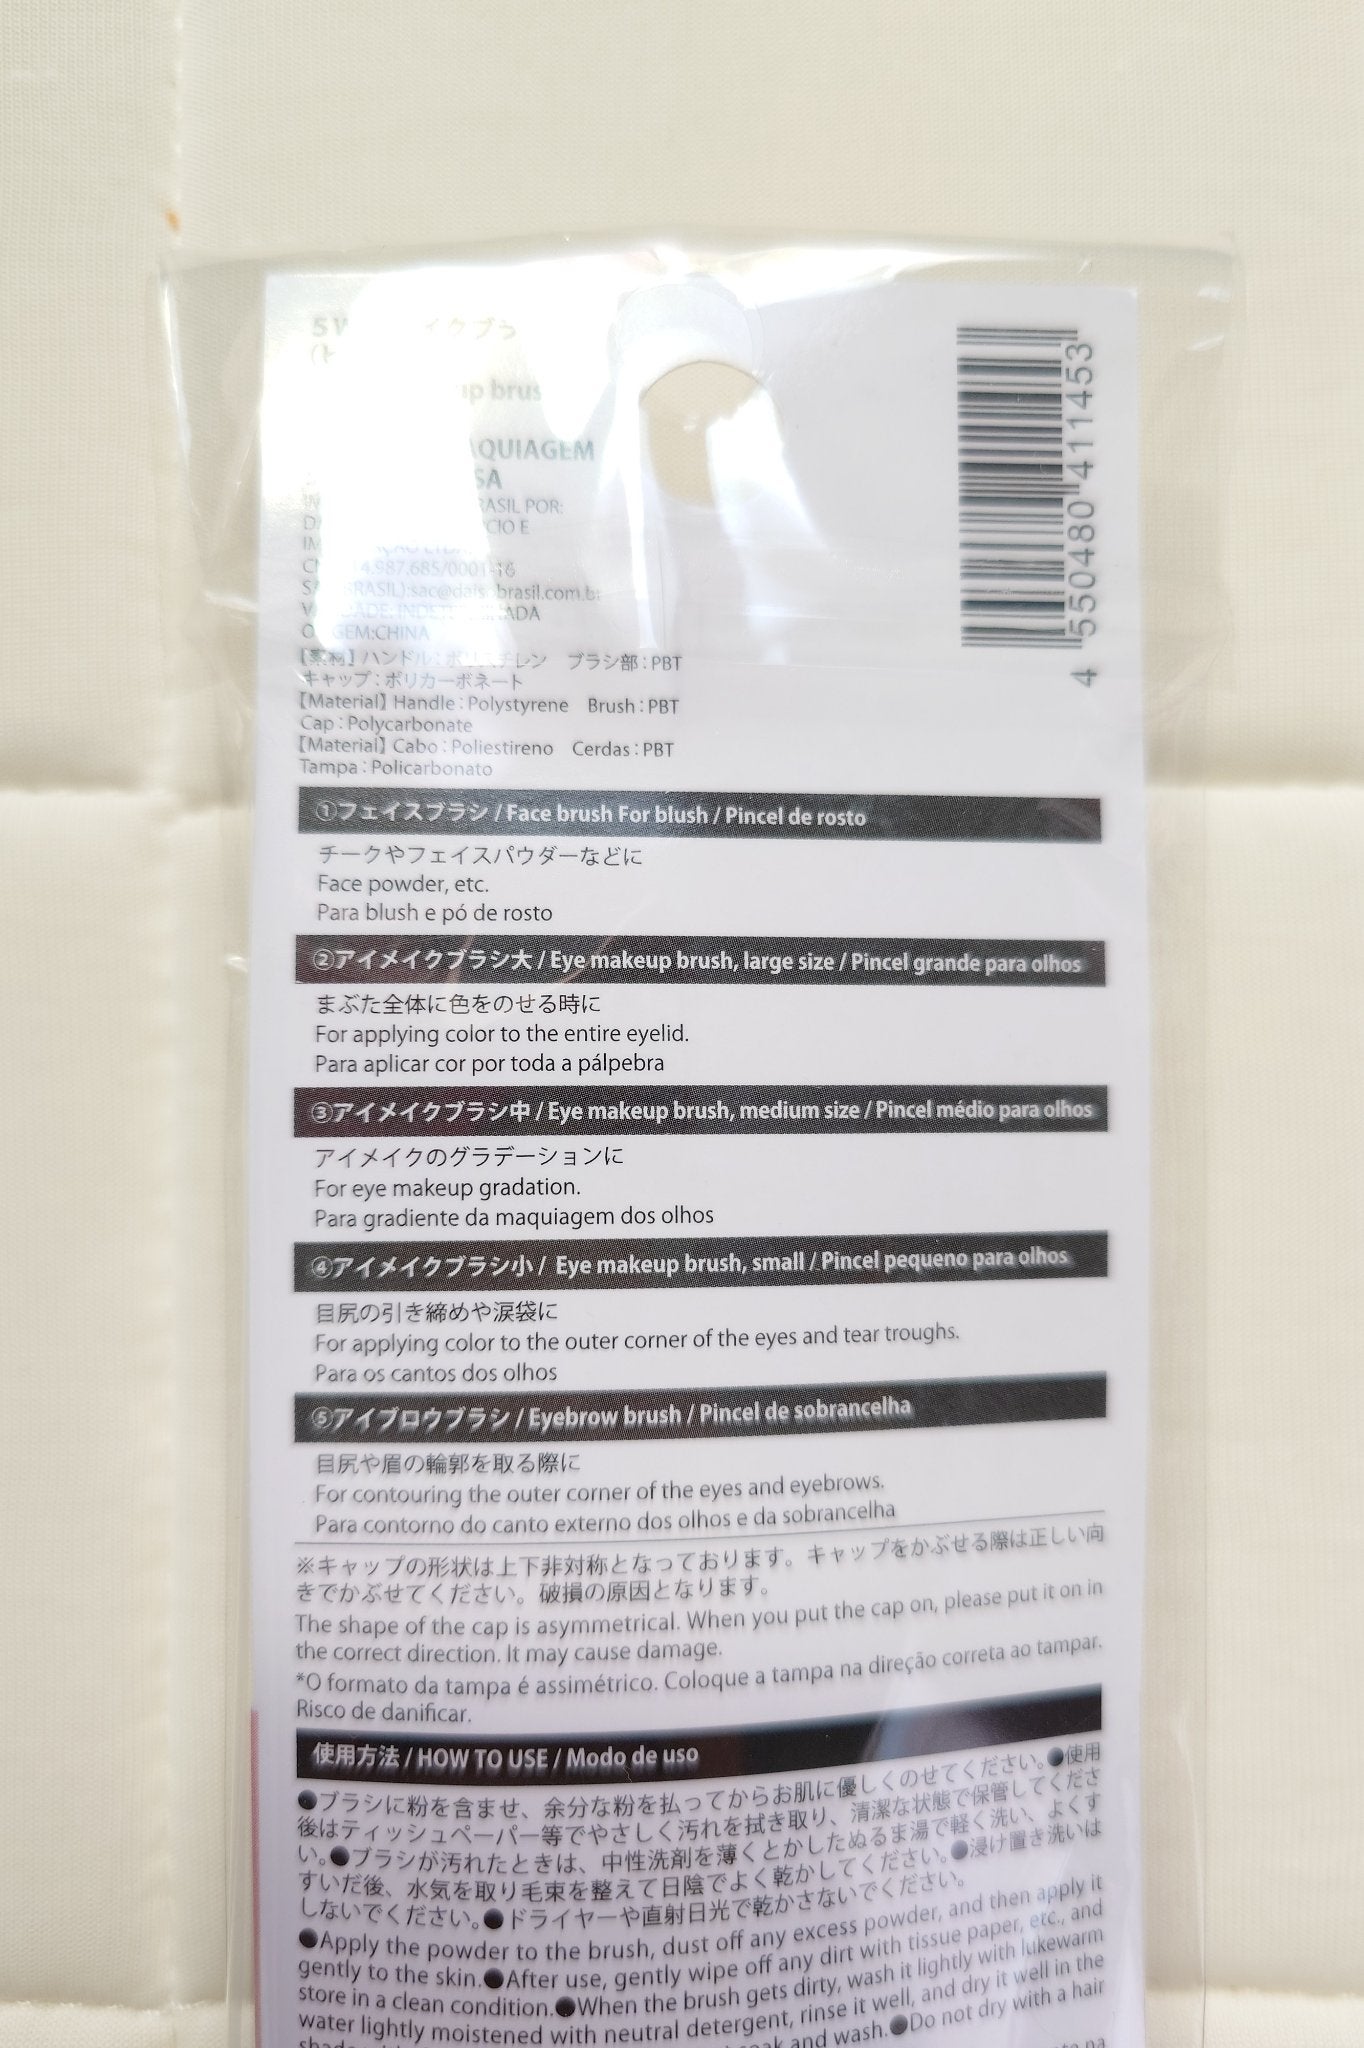 イクブラ
brus
MAQUIAGEM
BRASIL POR:
14.987.685/0001-16
(BRASIL):sac@daisobrasil.com.br
VALIDADE: INDETERMINADA
ORIGEM:CHINA
【素材】ハンドル:ポリスチレン ブラシ部:PBT
キャップ:ポリカーボネート
【Material】Handle:Polystyrene Brush:PBT
Cap:Polycarbonate
【Material】Cabo:Poliestireno Cerdas:PBT
Tampa:Policarbonato
4 550480 411453
①フェイスブラシ / Face brush For blush / Pincel de rosto
チークやフェイスパウダーなどに
Face powder, etc.
Para blush e pó de rosto
②アイメイクブラシ大 / Eye makeup brush, large size / Pincel grande para olhos
まぶた全体に色をのせる時に
For applying color to the entire eyelid.
Para aplicar cor por toda a pálpebra
③アイメイクブラシ中 / Eye makeup brush, medium size / Pincel médio para olhos
アイメイクのグラデーションに
For eye makeup gradation.
Para gradiente da maquiagem dos olhos
④アイメイクブラシ小 / Eye makeup brush, small / Pincel pequeno para olhos
目尻の引き締めや涙袋に
For applying color to the outer corner of the eyes and tear troughs.
Para os cantos dos olhos
⑤アイブロウブラシ / Eyebrow brush / Pincel de sobrancelha
目尻や眉の輪郭を取る際に
For contouring the outer corner of the eyes and eyebrows.
Para contorno do canto externo dos olhos e da sobrancelha
※キャップの形状は上下非対称となっております。キャップをかぶせる際は正しい向
きでかぶせてください。破損の原因となります。
The shape of the cap is asymmetrical. When you put the cap on, please put it on in
the correct direction. It may cause damage.
*O formato da tampa é assimétrico. Coloque a tampa na direção correta ao tampar.
Risco de danificar.
使用方法 / HOW TO USE / Modo de uso
●ブラシに粉を含ませ、余分な粉を払ってからお肌に優しくのせてください。●使用
後はティッシュペーパー等でやさしく汚れを拭き取り、清潔な状態で保管してくださ
い。●ブラシが汚れたときは、中性洗剤を薄くとかしたぬるま湯で軽く洗い、よくす
すいだ後、水気を取り毛束を整えて日陰でよく乾かしてください。●浸け置き洗いは
しないでください。●ドライヤーや直射日光で乾かさないでください。
●Apply the powder to the brush, dust off any excess powder, and then apply it
gently to the skin.●After use, gently wipe off any dirt with tissue paper, etc., and
store in a clean condition.●When the brush gets dirty, wash it lightly with lukewarm
water lightly moistened with neutral detergent, rinse it well, and dry it well in the
soak and wash.●Do not dry with a hair